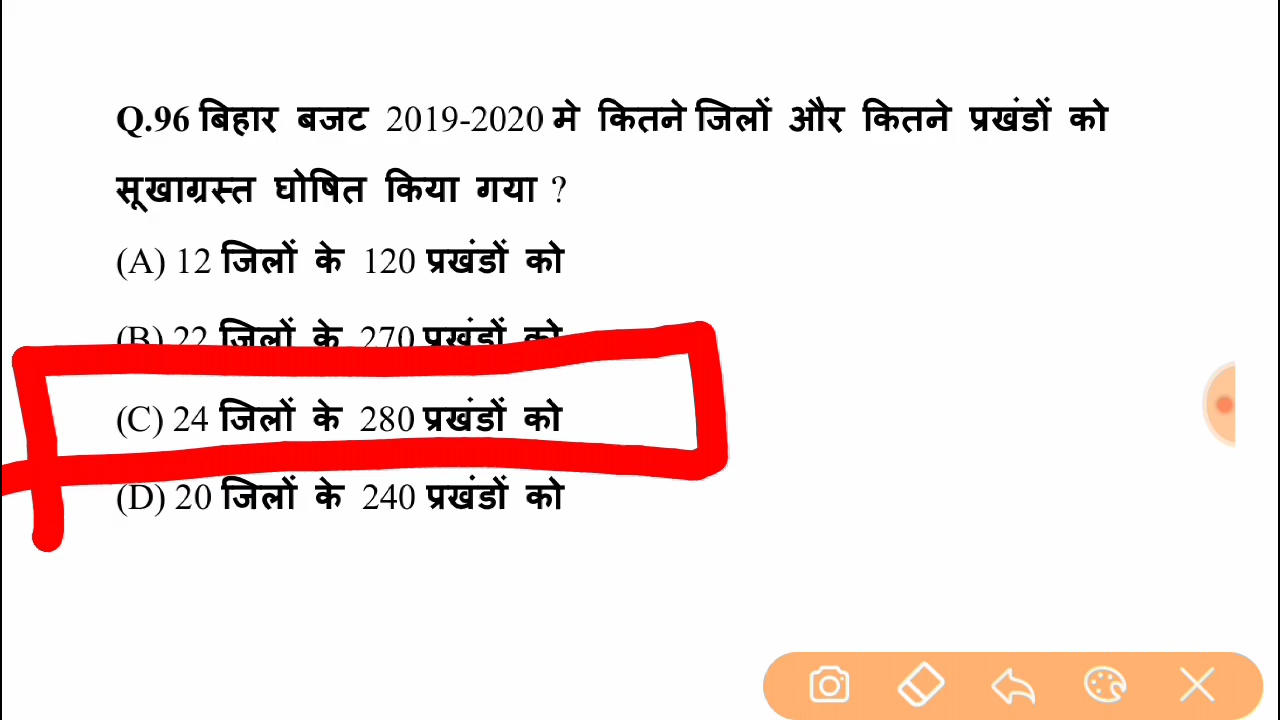 Q.96 बिहार बजट 2019-2020 मे कितने जिलों और कितने प्रखंडों को
सूखाग्रस्त घोषित किया गया ?
(A) 12 जिलों के 120 प्रखंडों को
(B) 22 जिलों के 270 प्रखंडों को
(C) 24 जिलों के 280 प्रखंडों को
(D) 20 जिलों के 240 प्रखंडों को